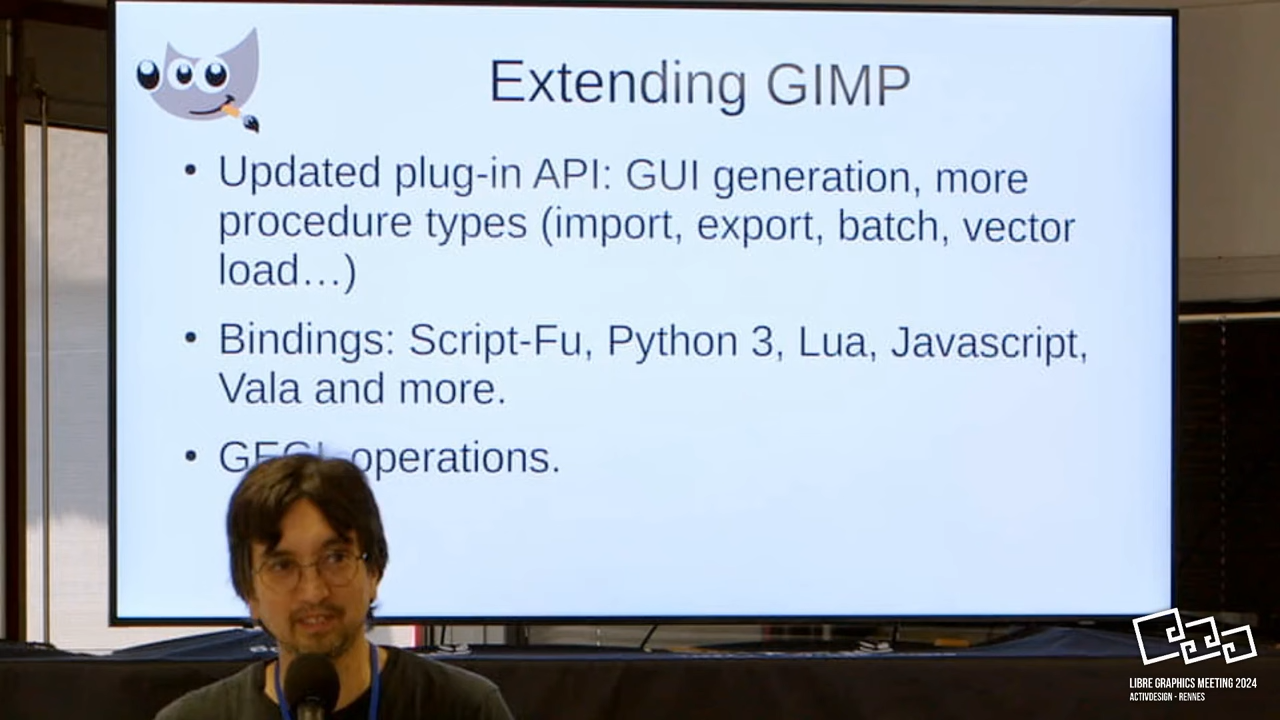 Extending GIMP
• Updated plug-in API: GUI generation, more
procedure types (import, export, batch, vector
load…)
• Bindings: Script-Fu, Python 3, Lua, Javascript,
Vala and more.
• GEGL operations.
LIBRE GRAPHICS MEETING 2024
ACTIVDESIGN - RENNES